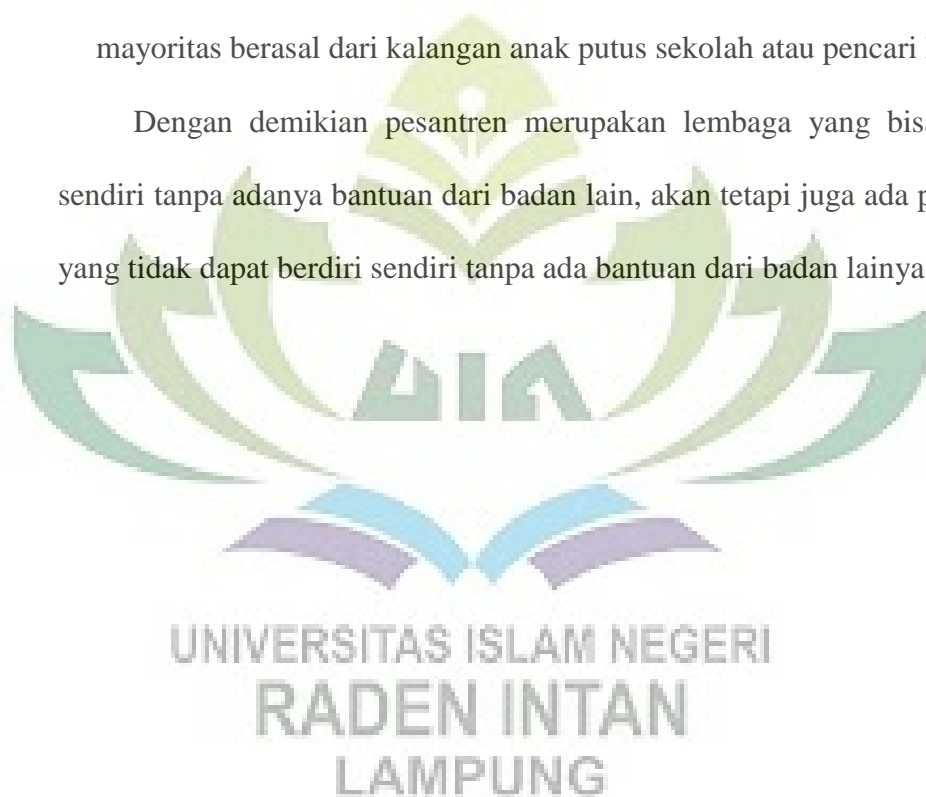 mayoritas berasal dari kalangan anak putus sekolah atau pencari
Dengan demikian pesantren merupakan lembaga yang bisa
sendiri tanpa adanya bantuan dari badan lain, akan tetapi juga ada
yang tidak dapat berdiri sendiri tanpa ada bantuan dari badan lainya
UIN
UNIVERSITAS ISLAM NEGERI
RADEN INTAN
LAMPUNG